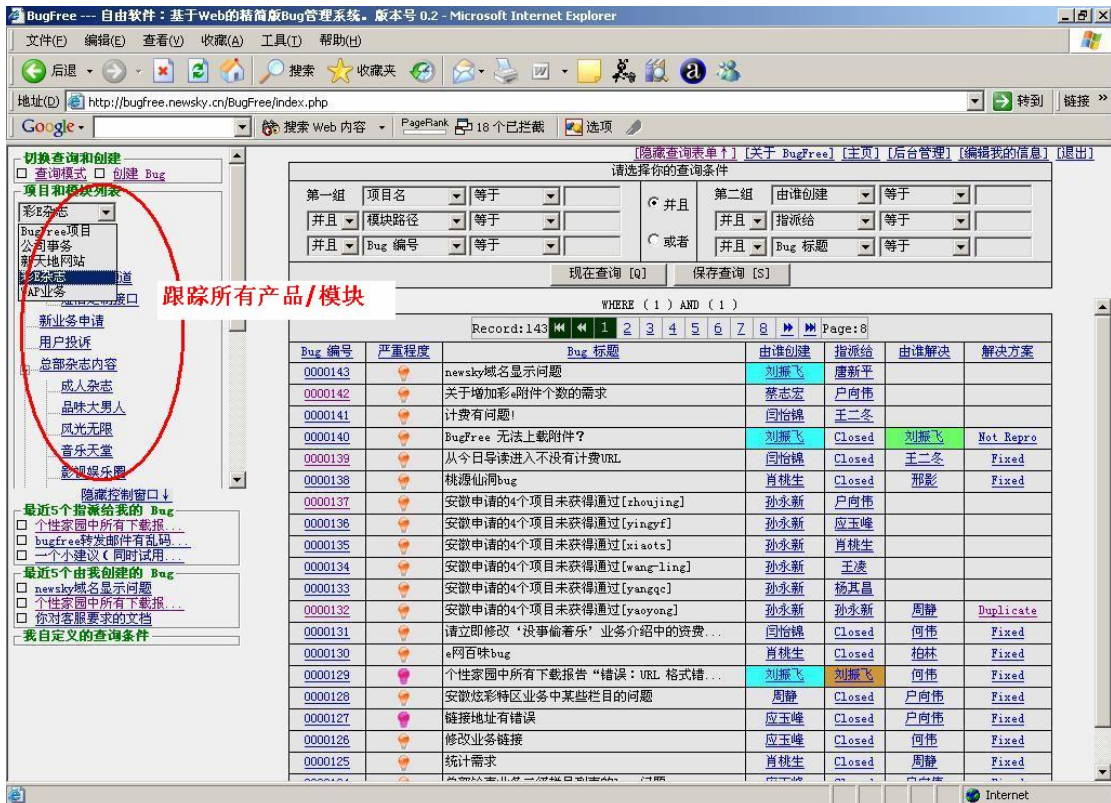 BugFree --- 自由软件：基于Web的精简版Bug管理系统。版本号 0.2 - Microsoft Internet Explorer
文件(F) 编辑(E) 查看(V) 收藏(A) 工具(T) 帮助(H)
后退 搜索 收藏夹
地址(D) http://bugfree.newsky.cn/BugFree/index.php 转到 链接 »
Google 搜索 Web 内容 PageRank 18 个已拦截 选项
[隐藏查询表单↑] [关于 BugFree] [主页] [后台管理] [编辑我的信息] [退出]
切换查询和创建
查询模式 创建 Bug
项目和模块列表
彩E杂志
BugFree项目
公司事务
新天地网站
彩E杂志
WAP业务
道
接口
新业务申请
用户投诉
总部杂志内容
成人杂志
品味大男人
风光无限
音乐天堂
影视娱乐圈
隐藏控制窗口↓
最近5个指派给我的 Bug
个性家园中所有下载报...
bugfree转发邮件有乱码...
一个小建议(同时试用...
最近5个由我创建的 Bug
newsky域名显示问题
个性家园中所有下载报...
你对客服要求的文档
我自定义的查询条件
跟踪所有产品/模块
请选择你的查询条件
第一组 项目名 等于 并且 第二组 由谁创建 等于
并且 模块路径 等于 并且 指派给 等于
并且 Bug 编号 等于 或者 并且 Bug 标题 等于
现在查询 [Q] 保存查询 [S]
WHERE ( 1 ) AND ( 1 )
Record:143 1 2 3 4 5 6 7 8 Page:8
Bug 编号 严重程度 Bug 标题 由谁创建 指派给 由谁解决 解决方案
0000143 newsky域名显示问题 刘振飞 唐新平
0000142 关于增加彩e附件个数的需求 蔡志宏 户向伟
0000141 计费有问题! 闫怡锦 王二冬
0000140 BugFree 无法上载附件? 刘振飞 Closed 刘振飞 Not Repro
0000139 从今日导读进入不没有计费URL 闫怡锦 Closed 王二冬 Fixed
0000138 桃源仙洞bug 肖桃生 Closed 邢影 Fixed
0000137 安徽申请的4个项目未获得通过[zhoujing] 孙永新 户向伟
0000136 安徽申请的4个项目未获得通过[yingyf] 孙永新 应玉峰
0000135 安徽申请的4个项目未获得通过[xiaots] 孙永新 肖桃生
0000134 安徽申请的4个项目未获得通过[wang-ling] 孙永新 王凌
0000133 安徽申请的4个项目未获得通过[yangqc] 孙永新 杨其昌
0000132 安徽申请的4个项目未获得通过[yaoyong] 孙永新 孙永新 周静 Duplicate
0000131 请立即修改‘没事偷着乐’业务介绍中的资费... 闫怡锦 Closed 何伟 Fixed
0000130 e网百味bug 肖桃生 Closed 柏林 Fixed
0000129 个性家园中所有下载报告“错误：URL 格式错... 刘振飞 刘振飞 何伟 Fixed
0000128 安徽炫彩特区业务中某些栏目的问题 周静 Closed 户向伟 Fixed
0000127 链接地址有错误 应玉峰 Closed 户向伟 Fixed
0000126 修改业务链接 应玉峰 Closed 何伟 Fixed
0000125 统计需求 肖桃生 Closed 周静 Fixed
Internet